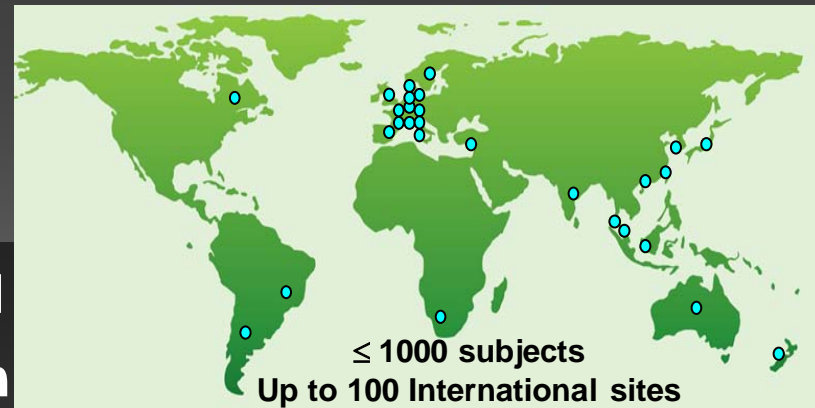 ≤ 1000 subjects
Up to 100 International sites